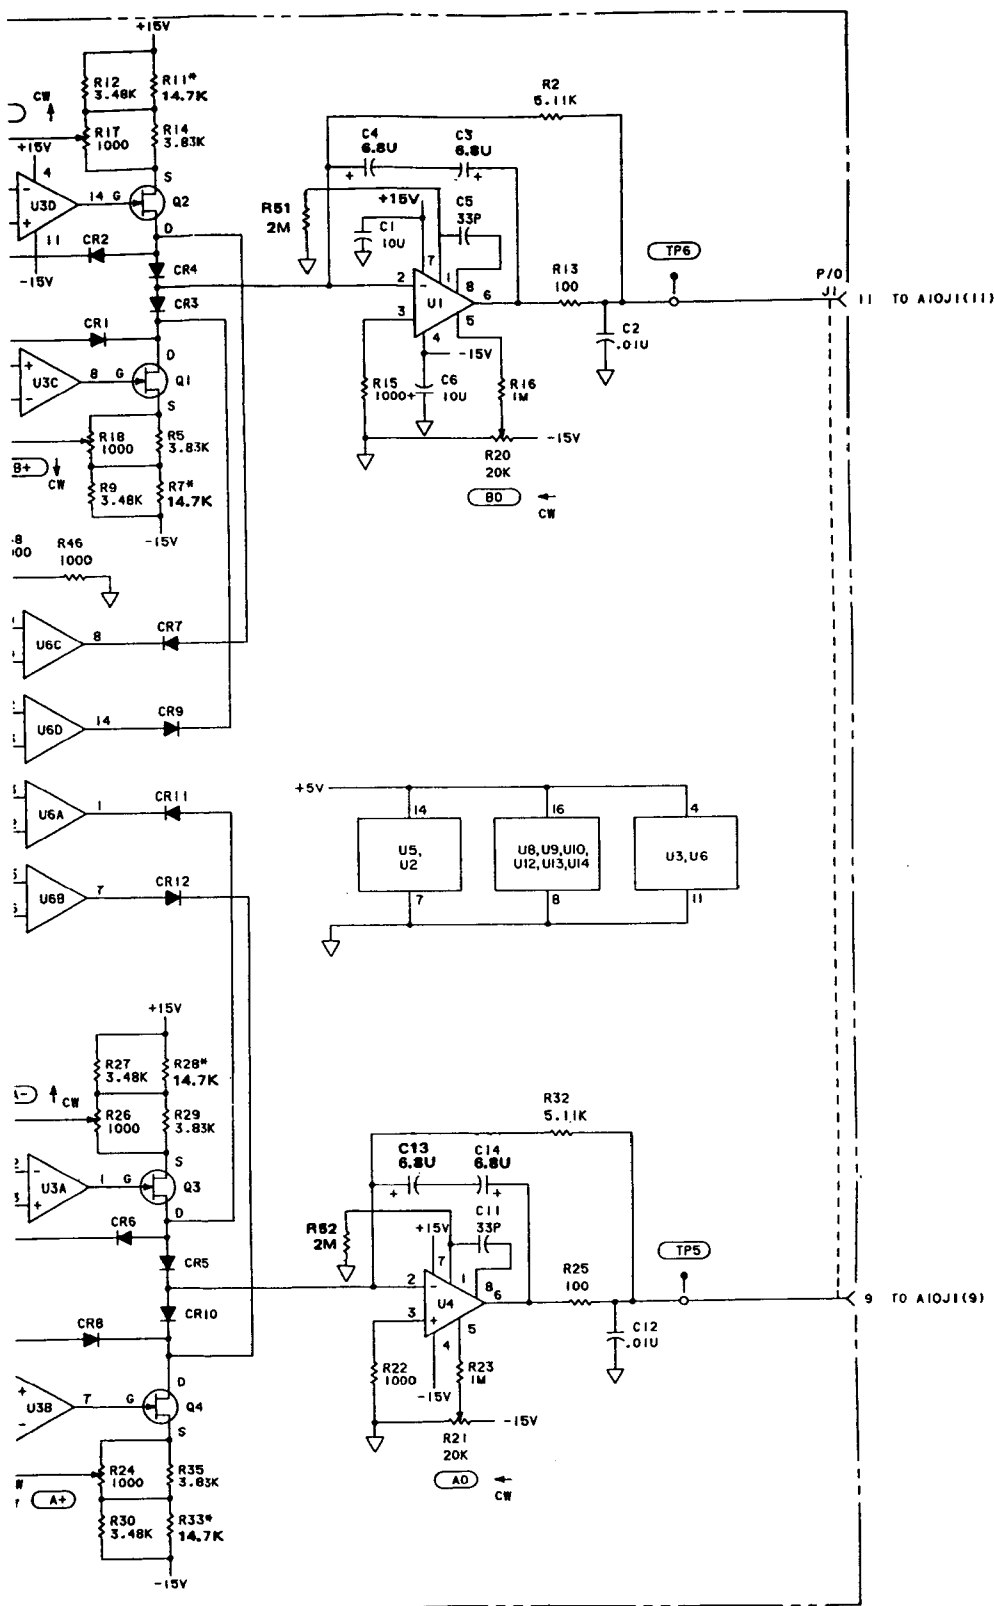 +15V
R12
3.48K
R11*
14.7K
CW
R17
1000
R14
3.83K
+15V
4
S
U3D
-
+
14
G
Q2
11
CR2
D
-15V
CR4
CR3
CR1
D
+
U3C
-
8
G
Q1
S
R18
1000
R5
3.83K
B+
CW
R9
3.48K
R7*
14.7K
-15V
R2
5.11K
C4
6.8U
C3
6.8U
+
+
R51
2M
+15V
C5
33P
C1
10U
7
1
8
2
-
U1
6
3
5
4
R13
100
TP6
P/O
J1
11 TO A10J1(11)
C2
.01U
-15V
R15
1000
+
C6
10U
R16
1M
-15V
R20
20K
B0
CW
R46
1000
U6C
8
CR7
U6D
14
CR9
U6A
1
CR11
U6B
7
CR12
+5V
14
16
4
U5,
U2
U8,U9,U10,
U12,U13,U14
U3,U6
7
8
11
+15V
R27
3.48K
R28*
14.7K
A-
CW
R26
1000
R29
3.83K
S
2
-
U3A
3
+
1
G
Q3
D
CR6
CR5
CR10
CR8
D
+
U3B
-
7
G
Q4
S
R24
1000
R35
3.83K
A+
R30
3.48K
R33*
14.7K
-15V
R32
5.11K
C13
6.8U
C14
6.8U
+
+
R52
2M
+15V
C11
33P
7
1
8
2
-
U4
6
3
+
5
4
R25
100
TP5
9 TO A10J1(9)
C12
.01U
R22
1000
-15V
R23
1M
-15V
R21
20K
A0
CW